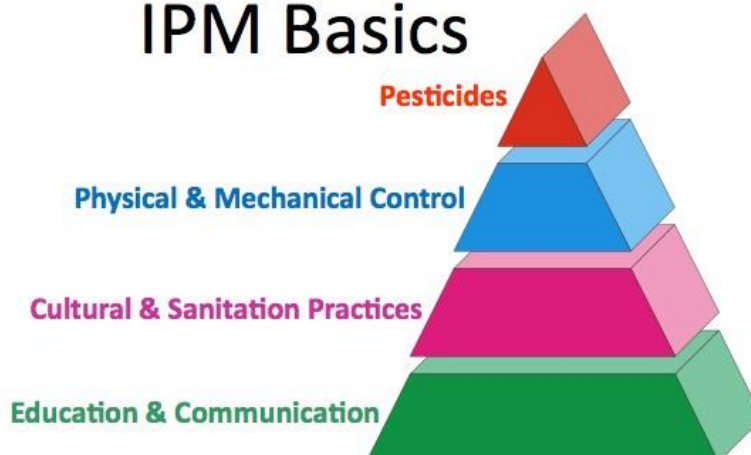 IPM Basics
Pesticides
Physical & Mechanical Control
Cultural & Sanitation Practices
Education & Communication